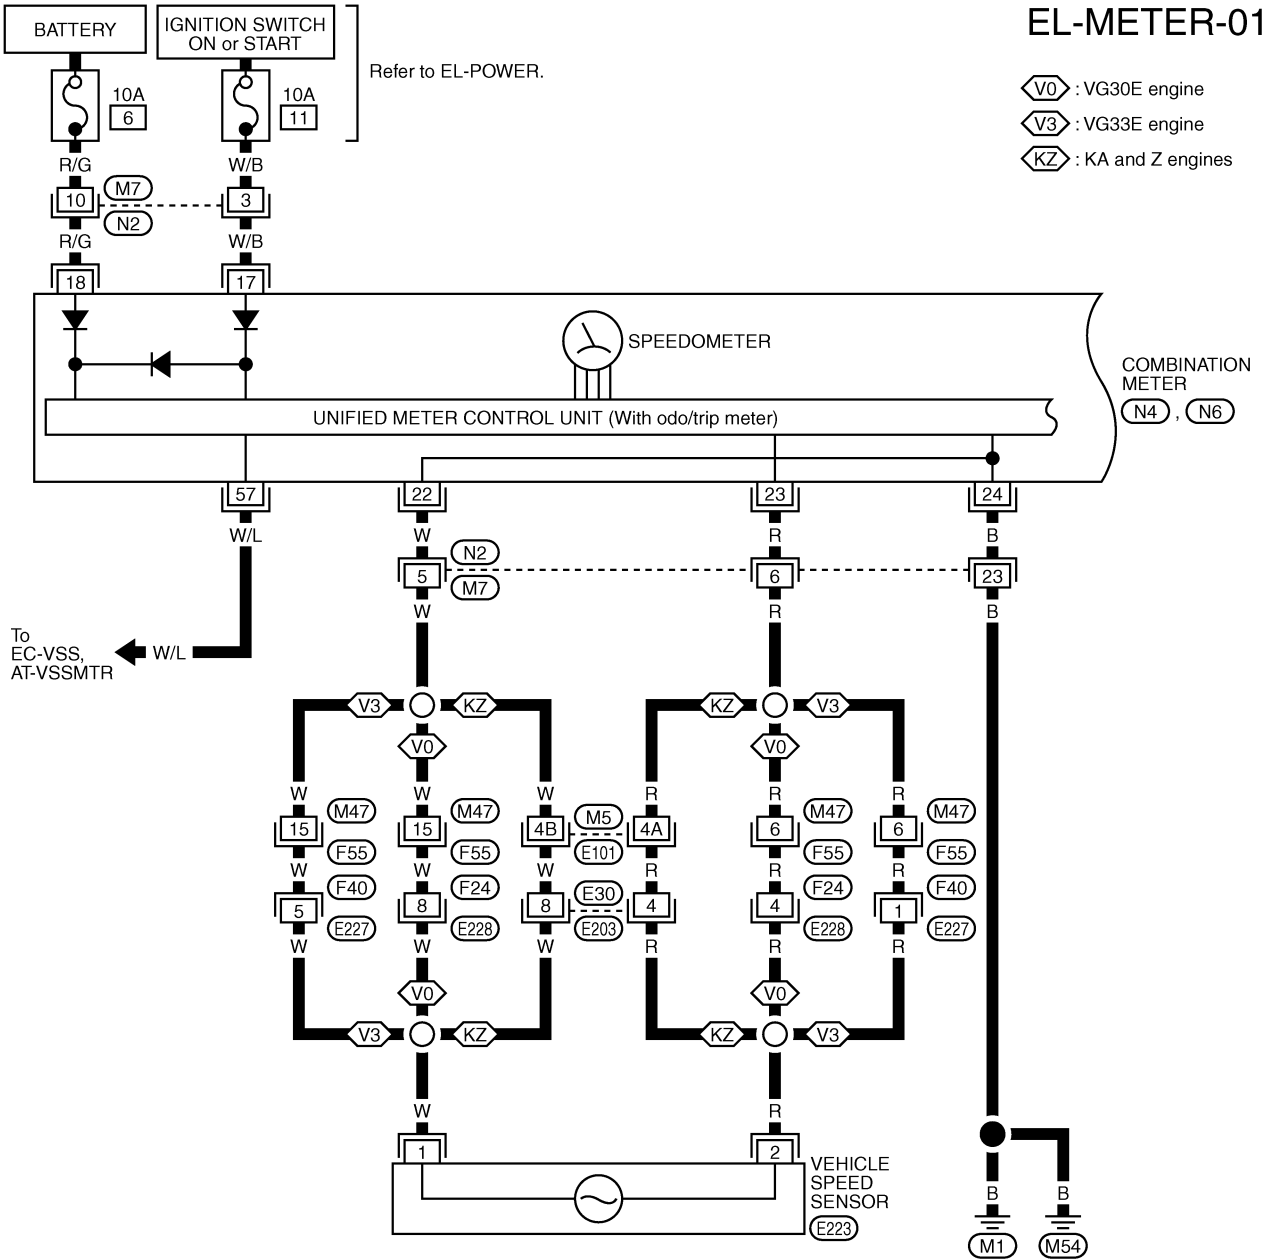 EL-METER-01
BATTERY
IGNITION SWITCH
ON or START
Refer to EL-POWER.
V0 : VG30E engine
V3 : VG33E engine
KZ : KA and Z engines
10A
6
10A
11
R/G
W/B
10
M7
3
N2
R/G
W/B
18
17
SPEEDOMETER
COMBINATION
METER
N4 , N6
UNIFIED METER CONTROL UNIT (With odo/trip meter)
57
22
23
24
W/L
W
R
B
N2
5
6
23
M7
W
R
B
To
EC-VSS,
AT-VSSMTR
W/L
V3
KZ
KZ
V3
V0
V0
W
W
W
R
R
R
M47
M47
M5
M47
M47
15
15
4B
4A
6
6
F55
F55
E101
F55
F55
W
W
W
R
R
R
F40
F24
E30
F24
F40
5
8
8
4
4
1
E227
E228
E203
E228
E227
W
W
W
R
R
R
V0
V0
V3
KZ
KZ
V3
W
R
1
2
VEHICLE
SPEED
SENSOR
E223
B
B
M1
M54